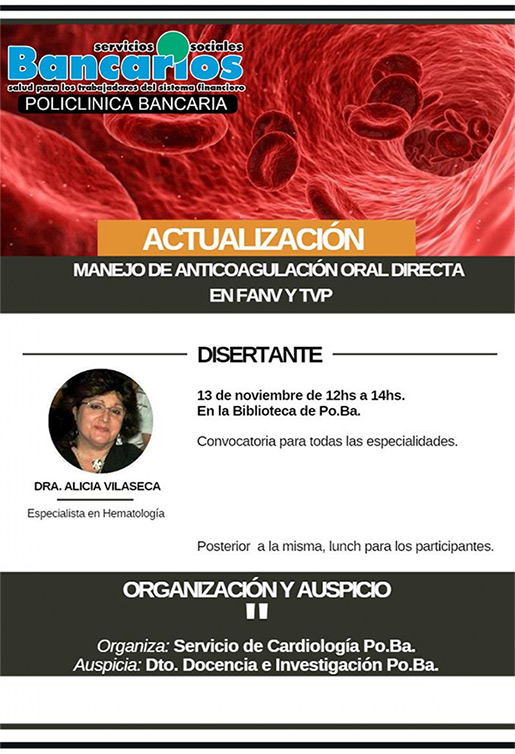 servicios sociales
Bancarios
salud para los trabajadores del sistema financiero
POLICLINICA BANCARIA
ACTUALIZACIÓN
MANEJO DE ANTICOAGULACIÓN ORAL DIRECTA
EN FANV Y TVP
DISERTANTE
13 de noviembre de 12hs a 14hs.
En la Biblioteca de Po.Ba.
Convocatoria para todas las especialidades.
DRA. ALICIA VILASECA
Especialista en Hematología
Posterior a la misma, lunch para los participantes.
ORGANIZACIÓN Y AUSPICIO
"
Organiza: Servicio de Cardiología Po.Ba.
Auspicia: Dto. Docencia e Investigación Po.Ba.